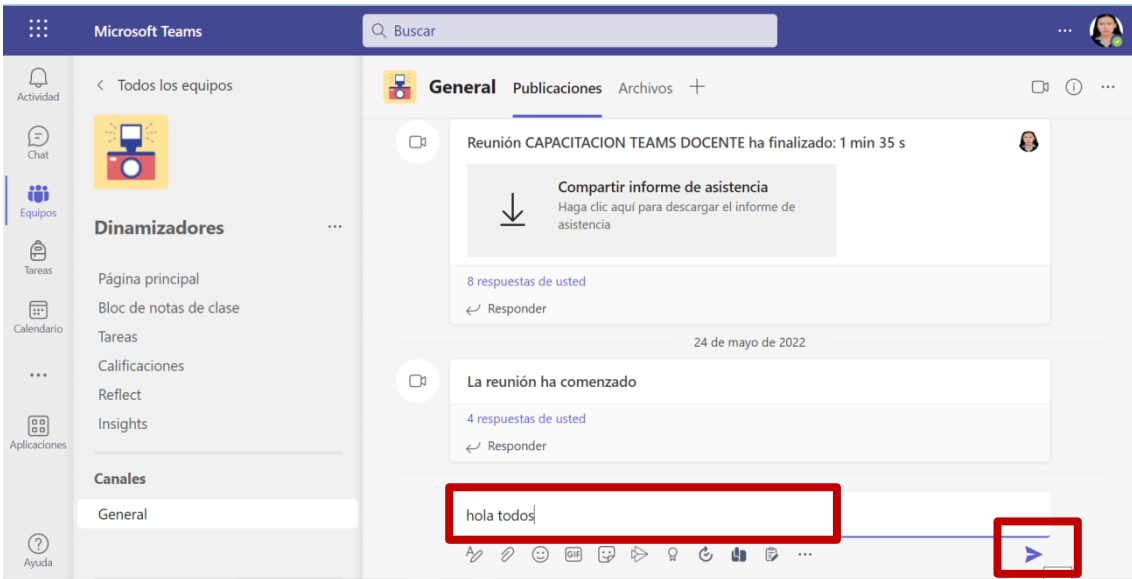 Microsoft Teams
Buscar
Actividad
Chat
Equipos
Tareas
Calendario
Aplicaciones
Ayuda
Todos los equipos
Dinamizadores
Página principal
Bloc de notas de clase
Tareas
Calificaciones
Reflect
Insights
Canales
General
General Publicaciones Archivos
Reunión CAPACITACION TEAMS DOCENTE ha finalizado: 1 min 35 s
Compartir informe de asistencia
Haga clic aquí para descargar el informe de
asistencia
8 respuestas de usted
Responder
24 de mayo de 2022
La reunión ha comenzado
4 respuestas de usted
Responder
hola todos
GIF